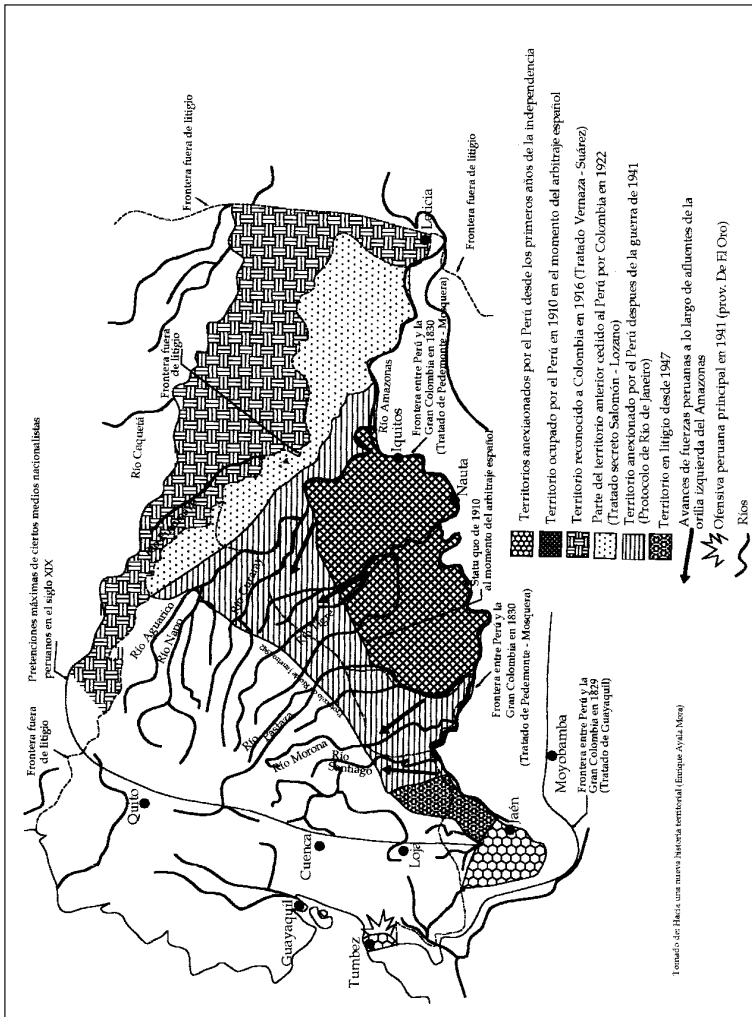 Pretenciones máximas de ciertos medios nacionalistas
peruanos en el siglo XIX
Frontera fuera de litigio
Frontera fuera
de litigio
Frontera fuera
de litigio
Río Caquetá
Frontera fuera
de litigio
Quito
Río Aguarico
Río Napo
Leticia
Frontera fuera de litigio
Río Amazonas
Iquitos
Frontera entre Perú y la
Gran Colombia en 1830
(Tratado de Pedemonte - Mosquera)
Guayaquil
Cuenca
Río
Pastaza
Río Morona
Río
Santiago
Nauta
Statu quo de 1910
al momento del arbitraje español
Loja
Tumbez
Jaén
Frontera entre Perú y la
Gran Colombia en 1830
(Tratado de Pedemonte - Mosquera)
Moyobamba
Frontera entre Perú y la
Gran Colombia en 1829
(Tratado de Guayaquil)
Territorios anexiaonados por el Perú desde los primeros años de la independencia
Territorio ocupado por el Perú en 1910 en el momento del arbitraje español
Territorio reconocido a Colombia en 1916 (Tratado Vernaza - Suárez)
Parte del territorio anterior cedido al Perú por Colombia en 1922
(Tratado secreto Salomón - Lozano)
Territorio anexionado por el Perú despues de la guerra de 1941
(Protocolo de Río de Janeiro)
Territorio en litigio desde 1947
Avances de fuerzas peruanas a lo largo de afluentes de la
orilla izquierda del Amazonas
Ofensiva peruana principal en 1941 (prov. De El Oro)
Ríos
Tomado de: Hacia una nueva historia territorial (Enrique Ayala Mora)